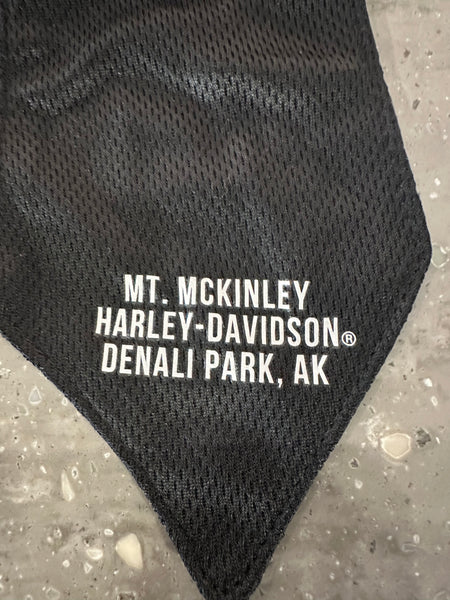 MT. MCKINLEY
HARLEY-DAVIDSON®
DENALI PARK, AK